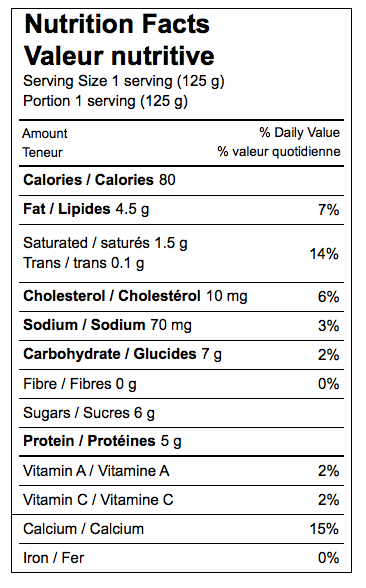 Nutrition Facts
Valeur nutritive
Serving Size 1 serving (125 g)
Portion 1 serving (125 g)
Amount % Daily Value
Teneur % valeur quotidienne
Calories / Calories 80
Fat / Lipides 4.5 g 7%
Saturated / saturés 1.5 g
Trans / trans 0.1 g 14%
Cholesterol / Cholestérol 10 mg 6%
Sodium / Sodium 70 mg 3%
Carbohydrate / Glucides 7 g 2%
Fibre / Fibres 0 g 0%
Sugars / Sucres 6 g
Protein / Protéines 5 g
Vitamin A / Vitamine A 2%
Vitamin C / Vitamine C 2%
Calcium / Calcium 15%
Iron / Fer 0%